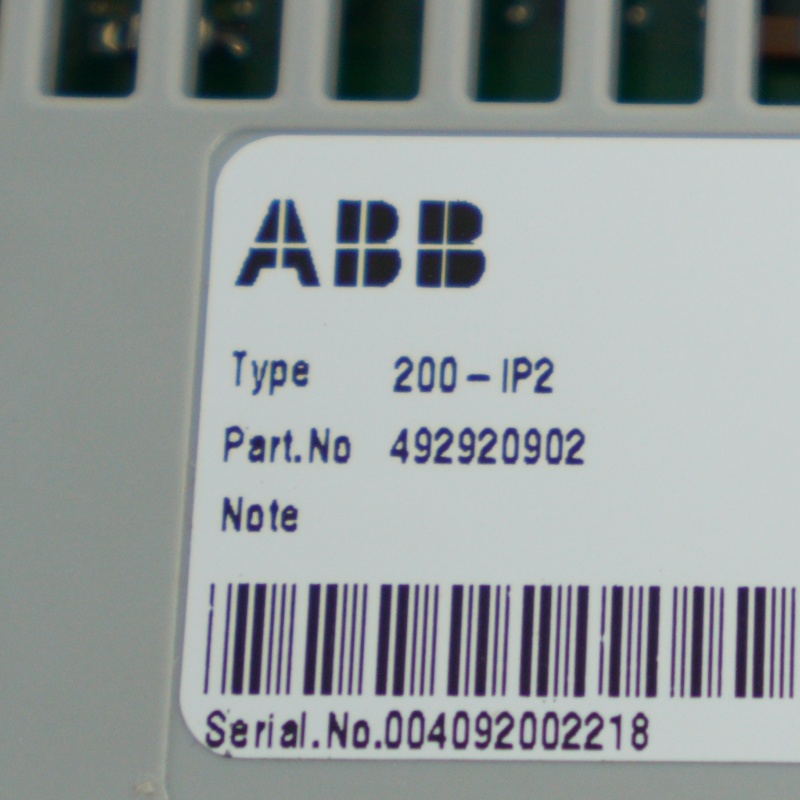 ABB
Type 200-IP2
Part.No 492920902
Note
Serial.No.004092002218